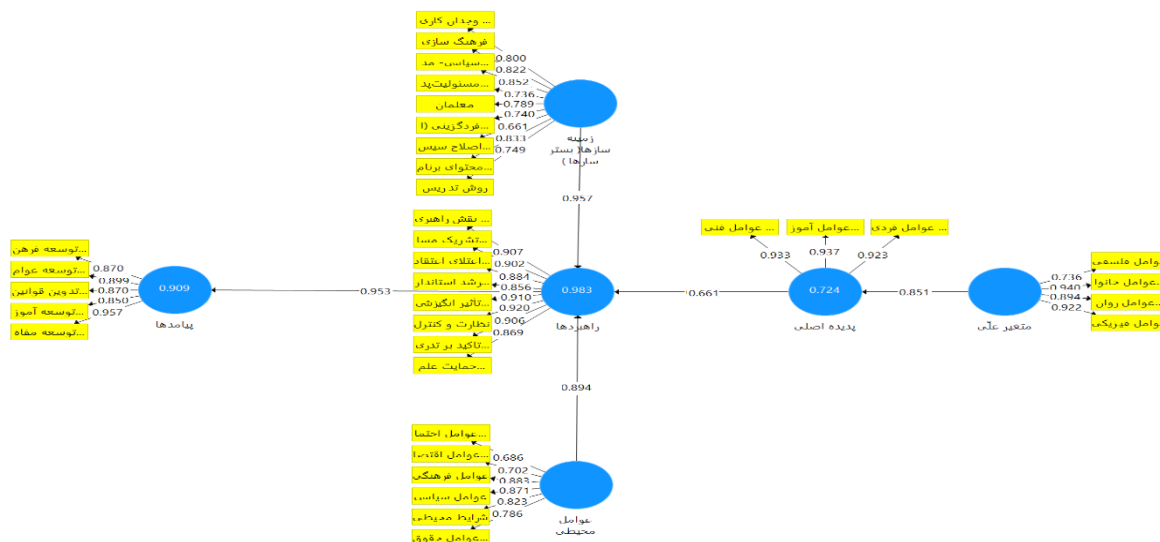 وجدان کاری ...
فرهنگ سازی
سیاسی- مد...
مسئولیت‌پذ...
معلمان
فردگزینی (ا...
اصلاح سیس...
محتوای برنام...
روش تدریس
0.800
0.822
0.852
0.736
0.789
0.740
0.661
0.833
0.749
زمینه
سازها( بستر
سازها )
0.957
نقش راهبری ...
تشریک مسا...
اعتلای اعتقاد...
رشد استاندار...
تأثیر انگیزشی
نظارت و کنترل
تاکید بر تدری...
حمایت علم...
0.907
0.902
0.884
0.856
0.910
0.920
0.906
0.869
0.983
راهبردها
عوامل فنی ...
عوامل آموز...
عوامل فردی ...
0.933
0.937
0.923
0.724
پدیده اصلی
0.661
0.851
متغیر علّی
عوامل فلسفی
عوامل خانوا
عوامل روان
عوامل فیزیکی
0.736
0.940
0.894
0.922
توسعه فرهن...
توسعه عوام...
تدوین قوانین
توسعه آموز...
توسعه مفاه...
0.870
0.899
0.870
0.850
0.957
0.909
پیامدها
0.953
0.894
عوامل اجتما...
عوامل اقتصا...
عوامل فرهنگی
عوامل سیاسی
شرایط محیطی
عوامل حقوق...
0.686
0.702
0.883
0.871
0.823
0.786
عوامل
محیطی